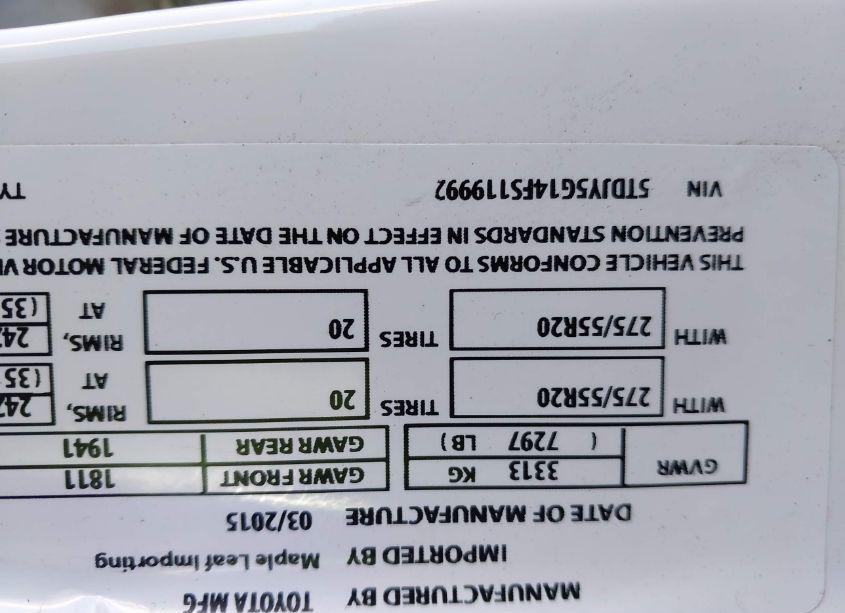 MANUFACTURED BY TOYOTA MFG
IMPORTED BY Maple Leaf Importing
DATE OF MANUFACTURE 03/2015
GVWR 3313 KG GAWR FRONT 1811
( 7297 LB ) GAWR REAR 1941
WITH 275/55R20 TIRES 20 RIMS,
AT (35
WITH 275/55R20 TIRES 20 RIMS,
AT (35
THIS VEHICLE CONFORMS TO ALL APPLICABLE U.S. FEDERAL MOTOR
PREVENTION STANDARDS IN EFFECT ON THE DATE OF MANUFACTURE
VIN 5TDJY5G14FS119992 TY